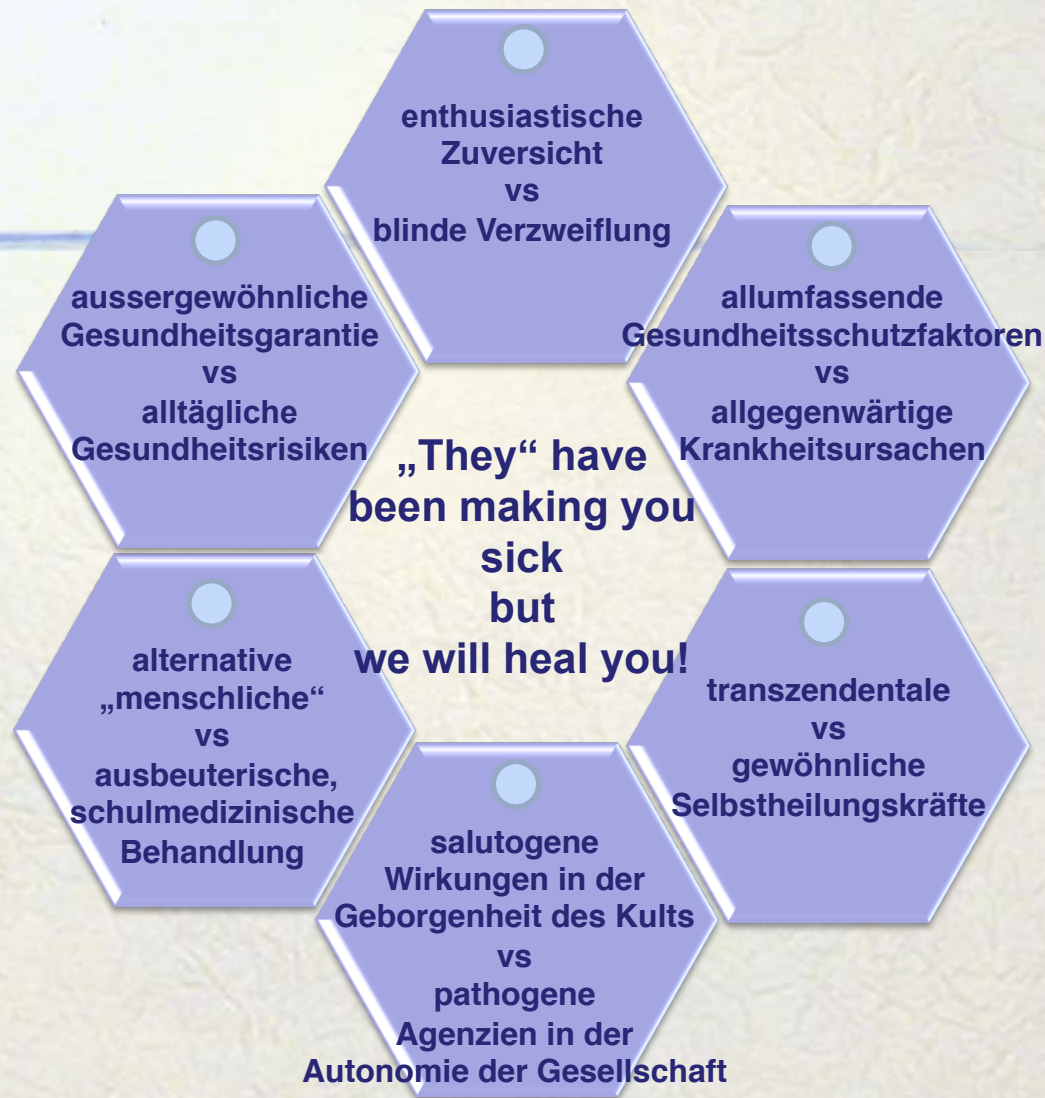 enthusiastische
Zuversicht
vs
blinde Verzweiflung
aussergewöhnliche
Gesundheitsgarantie
vs
alltägliche
Gesundheitsrisiken
allumfassende
Gesundheitsschutzfaktoren
vs
allgegenwärtige
Krankheitsursachen
„They“ have
been making you
sick
but
we will heal you!
alternative
„menschliche“
vs
ausbeuterische,
schulmedizinische
Behandlung
transzendentale
vs
gewöhnliche
Selbstheilungskräfte
salutogene
Wirkungen in der
Geborgenheit des Kults
vs
pathogene
Agenzien in der
Autonomie der Gesellschaft